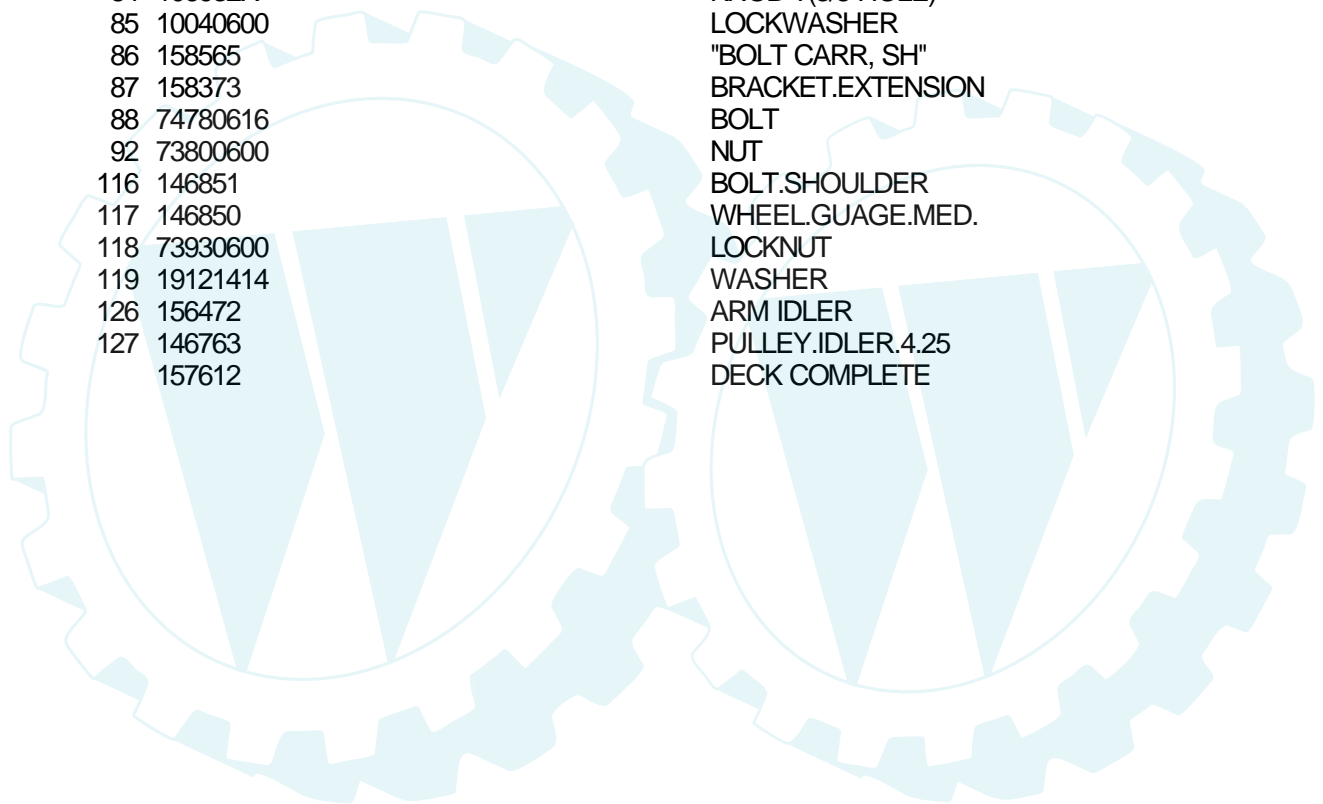 85 10040600 LOCKWASHER
86 158565 "BOLT CARR, SH"
87 158373 BRACKET.EXTENSION
88 74780616 BOLT
92 73800600 NUT
116 146851 BOLT.SHOULDER
117 146850 WHEEL.GUAGE.MED.
118 73930600 LOCKNUT
119 19121414 WASHER
126 156472 ARM IDLER
127 146763 PULLEY.IDLER.4.25
157612 DECK COMPLETE